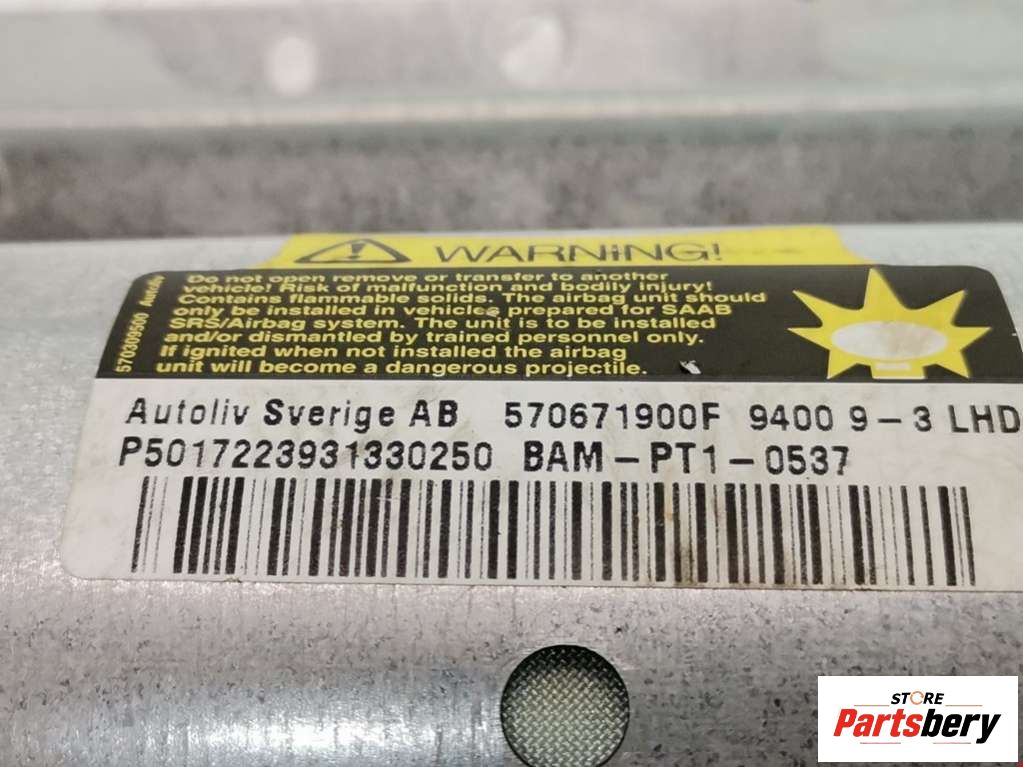 WARNING!
Do not open remove or transfer to another
vehicle! Risk of malfunction and bodily injury!
Contains flammable solids. The airbag unit should
only be installed in vehicles prepared for SAAB
SRS/Airbag system. The unit is to be installed
and/or dismantled by trained personnel only.
If ignited when not installed the airbag
unit will become a dangerous projectile.
570309500 Autoliv
Autoliv Sverige AB 570671900F 9400 9-3 LHD
P5017223931330250 BAM-PT1-0537
STORE
Partsbery